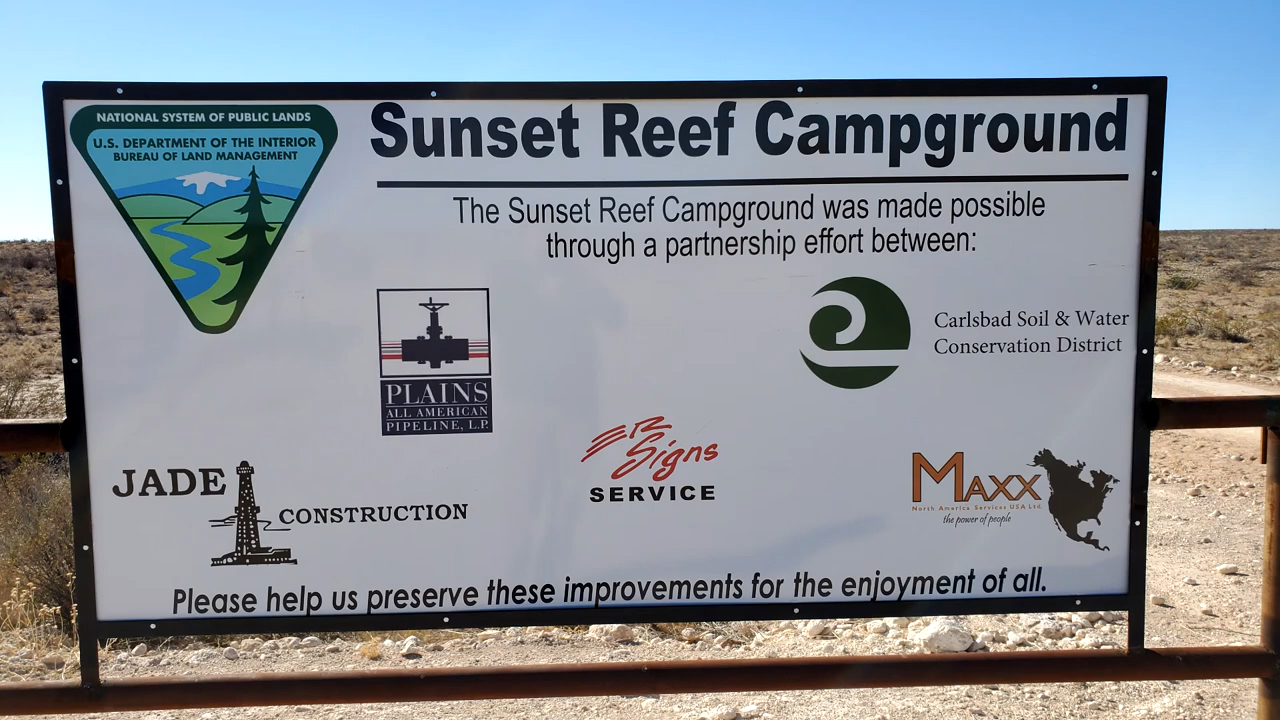 NATIONAL SYSTEM OF PUBLIC LANDS
U.S. DEPARTMENT OF THE INTERIOR
BUREAU OF LAND MANAGEMENT
Sunset Reef Campground
The Sunset Reef Campground was made possible
through a partnership effort between:
PLAINS
ALL AMERICAN
PIPELINE, L.P.
Carlsbad Soil & Water
Conservation District
JADE
CONSTRUCTION
ER
Signs
SERVICE
MAXX
North America Services USA Ltd.
the power of people
Please help us preserve these improvements for the enjoyment of all.